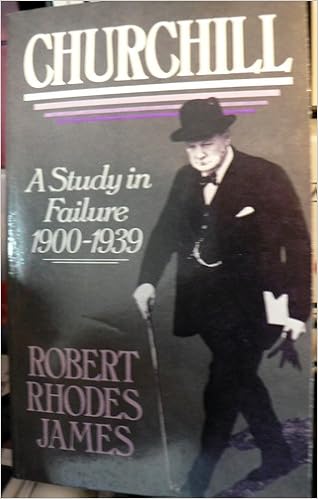 CHURCHILL
A Study in
Failure
1900-1939
ROBERT
RHODES
JAMES